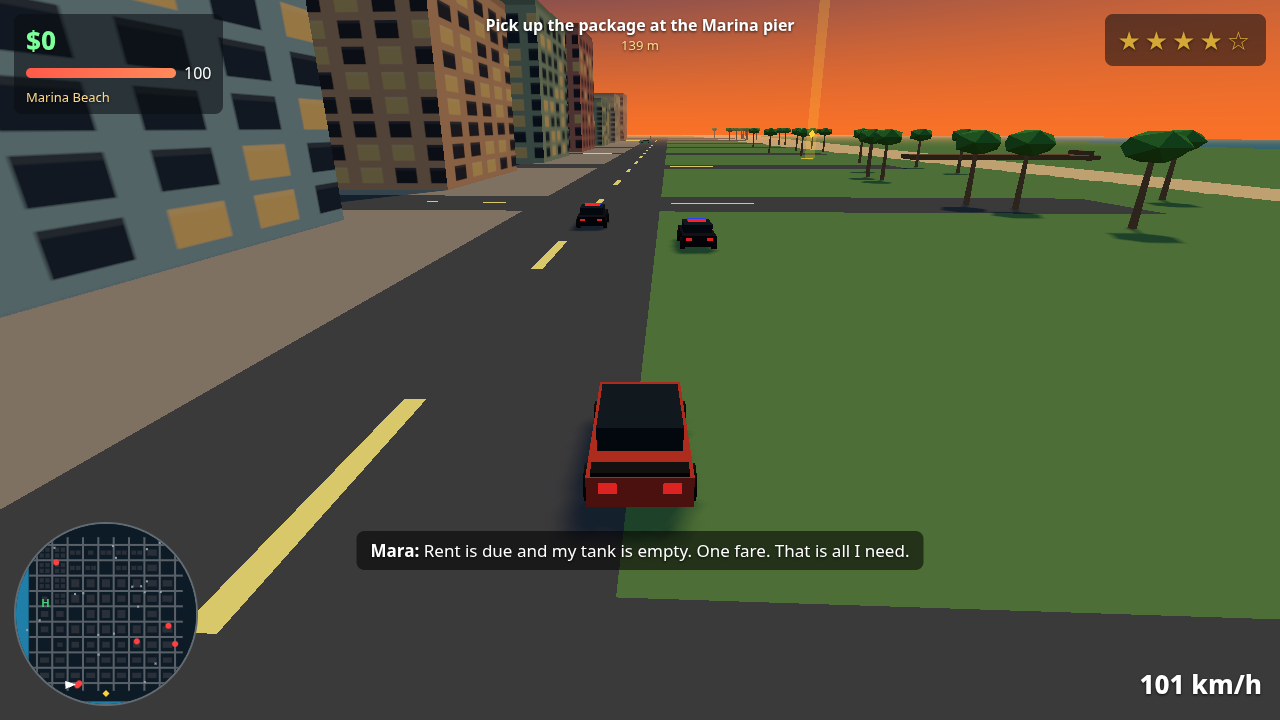 $0
100
Marina Beach
Pick up the package at the Marina pier
139 m
Mara: Rent is due and my tank is empty. One fare. That is all I need.
H
101 km/h